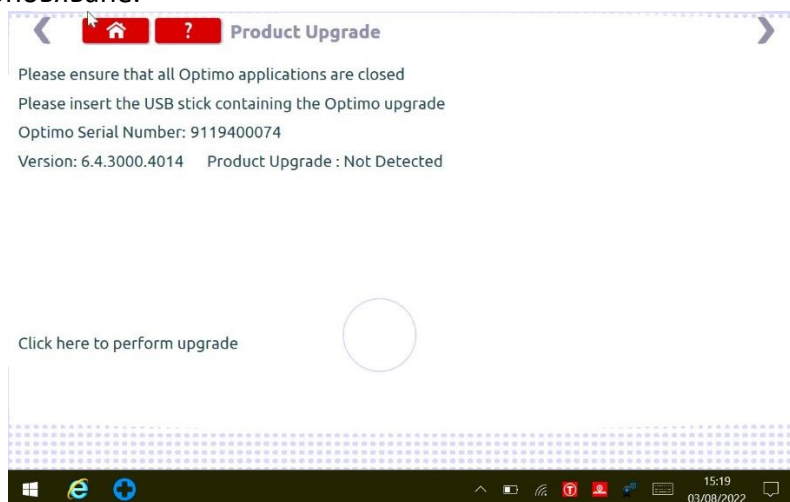 ? Product Upgrade
Please ensure that all Optimo applications are closed
Please insert the USB stick containing the Optimo upgrade
Optimo Serial Number: 9119400074
Version: 6.4.3000.4014 Product Upgrade : Not Detected
Click here to perform upgrade
15:19
03/08/2022